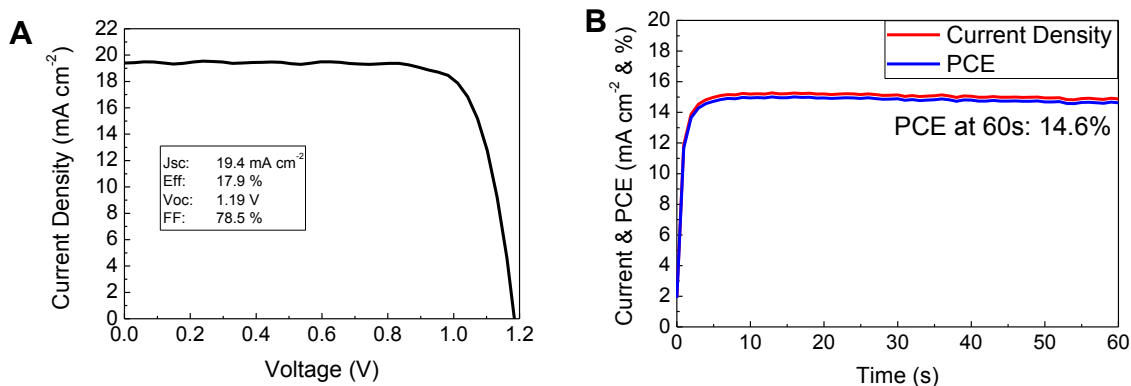 A
Current Density (mA cm⁻²)
22
20
18
16
14
12
10
8
6
4
2
0
Jsc: 19.4 mA cm⁻²
Eff: 17.9 %
Voc: 1.19 V
FF: 78.5 %
0.0 0.2 0.4 0.6 0.8 1.0 1.2
Voltage (V)
B
Current & PCE (mA cm⁻² & %)
20
18
16
14
12
10
8
6
4
2
0
Current Density
PCE
PCE at 60s: 14.6%
0 10 20 30 40 50 60
Time (s)